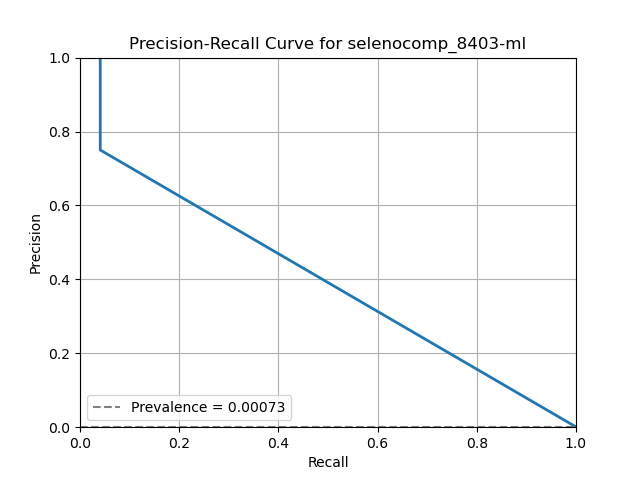 Precision-Recall Curve for selenocomp_8403-ml
1.0
0.8
0.6
0.4
0.2
0.0
Precision
Prevalence = 0.00073
0.0 0.2 0.4 0.6 0.8 1.0
Recall